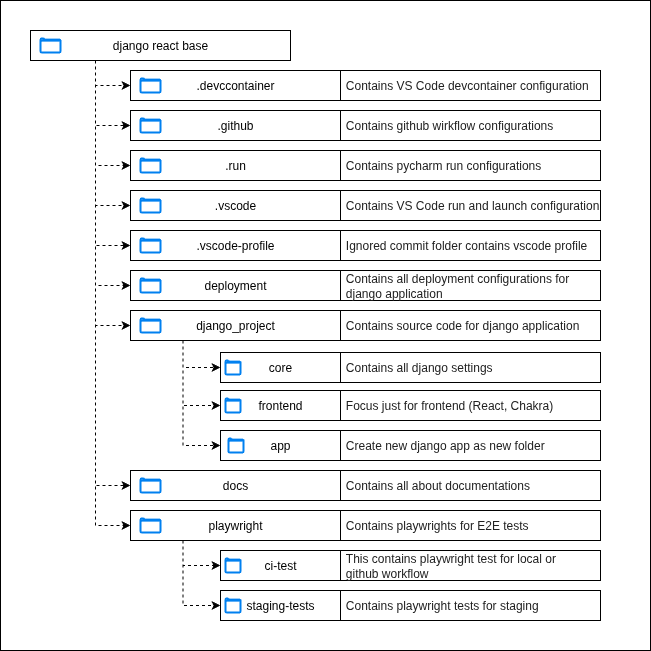 django react base
.devccontainer
Contains VS Code devcontainer configuration
.github
Contains github wirkflow configurations
.run
Contains pycharm run configurations
.vscode
Contains VS Code run and launch configuration
.vscode-profile
Ignored commit folder contains vscode profile
deployment
Contains all deployment configurations for
django application
django_project
Contains source code for django application
core
Contains all django settings
frontend
Focus just for frontend (React, Chakra)
app
Create new django app as new folder
docs
Contains all about documentations
playwright
Contains playwrights for E2E tests
ci-test
This contains playwright test for local or
github workflow
staging-tests
Contains playwright tests for staging